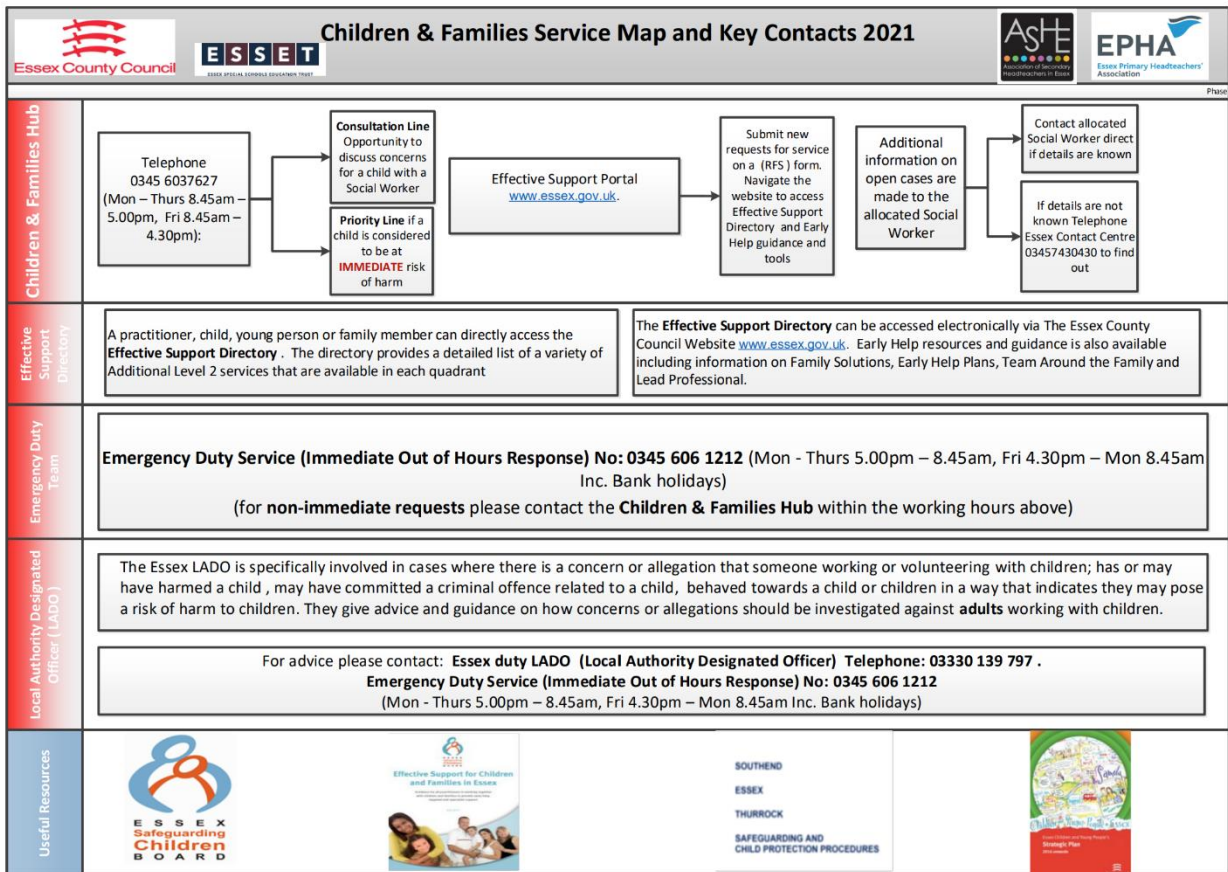 Essex County Council
ESSET
ESSEX SPECIAL SCHOOLS EDUCATION TRUST
Children & Families Service Map and Key Contacts 2021
ASHE
Association of Secondary
Headteachers in Essex
EPHA
Essex Primary Headteachers'
Association
Phase
Children & Families Hub
Telephone
0345 6037627
(Mon – Thurs 8.45am –
5.00pm, Fri 8.45am –
4.30pm):
Consultation Line
Opportunity to
discuss concerns
for a child with a
Social Worker
Priority Line if a
child is considered
to be at
IMMEDIATE risk
of harm
Effective Support Portal
www.essex.gov.uk.
Submit new
requests for service
on a (RFS ) form.
Navigate the
website to access
Effective Support
Directory and Early
Help guidance and
tools
Additional
information on
open cases are
made to the
allocated Social
Worker
Contact allocated
Social Worker direct
if details are known
If details are not
known Telephone
Essex Contact Centre
03457430430 to find
out
Effective
Support
Directory
A practitioner, child, young person or family member can directly access the
Effective Support Directory . The directory provides a detailed list of a variety of
Additional Level 2 services that are available in each quadrant
The Effective Support Directory can be accessed electronically via The Essex County
Council Website www.essex.gov.uk. Early Help resources and guidance is also available
including information on Family Solutions, Early Help Plans, Team Around the Family and
Lead Professional.
Emergency Duty
Team
Emergency Duty Service (Immediate Out of Hours Response) No: 0345 606 1212 (Mon - Thurs 5.00pm – 8.45am, Fri 4.30pm – Mon 8.45am
Inc. Bank holidays)
(for non-immediate requests please contact the Children & Families Hub within the working hours above)
Local Authority Designated
Officer ( LADO )
The Essex LADO is specifically involved in cases where there is a concern or allegation that someone working or volunteering with children; has or may
have harmed a child , may have committed a criminal offence related to a child, behaved towards a child or children in a way that indicates they may pose
a risk of harm to children. They give advice and guidance on how concerns or allegations should be investigated against adults working with children.
For advice please contact: Essex duty LADO (Local Authority Designated Officer) Telephone: 03330 139 797 .
Emergency Duty Service (Immediate Out of Hours Response) No: 0345 606 1212
(Mon - Thurs 5.00pm – 8.45am, Fri 4.30pm – Mon 8.45am Inc. Bank holidays)
Useful Resources
ESSEX
Safeguarding
Children
BOARD
Effective Support for Children
and Families in Essex
SOUTHEND
ESSEX
THURROCK
SAFEGUARDING AND
CHILD PROTECTION PROCEDURES
Essex Children and Young People's
Strategic Plan